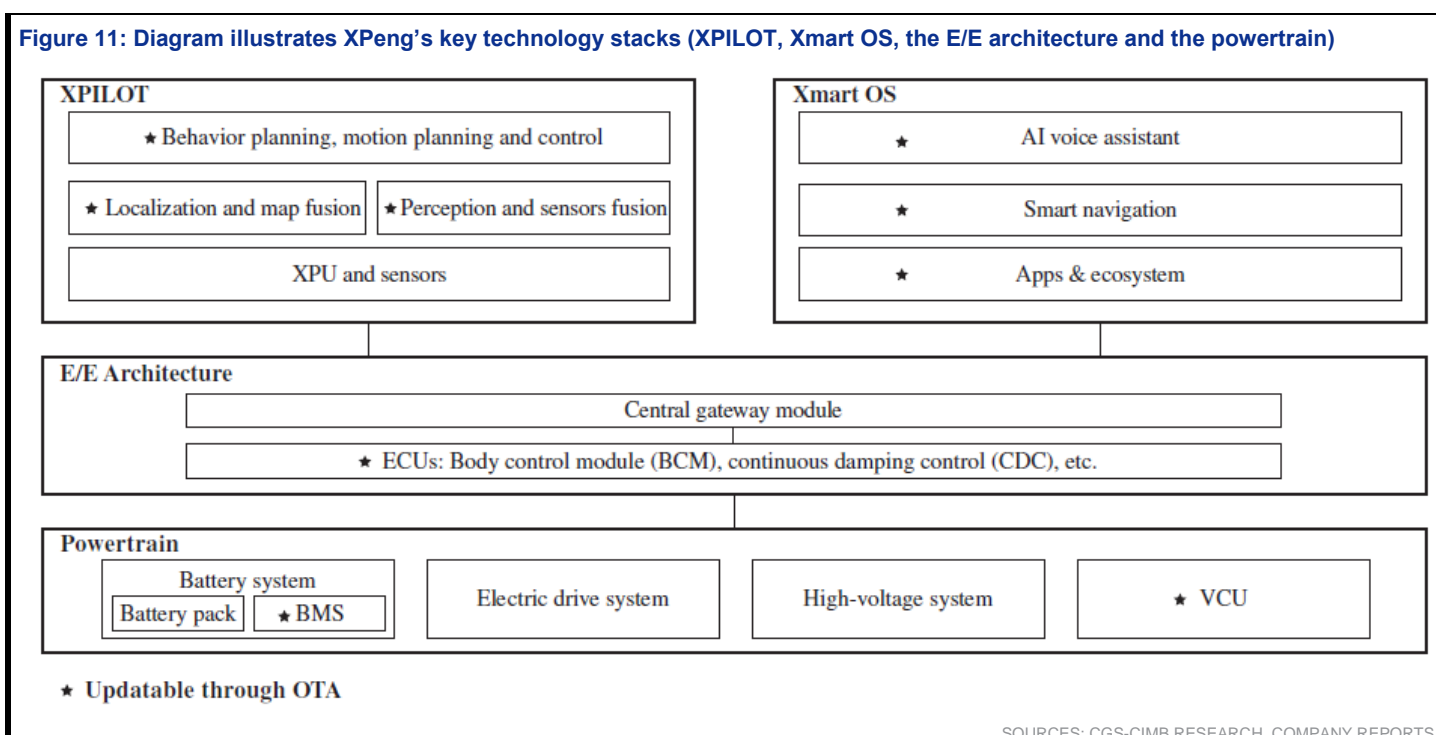 Figure 11: Diagram illustrates XPeng's key technology stacks (XPILOT, Xmart OS, the E/E architecture and the powertrain)
XPILOT
★ Behavior planning, motion planning and control
★ Localization and map fusion
★ Perception and sensors fusion
XPU and sensors
Xmart OS
★ AI voice assistant
★ Smart navigation
★ Apps & ecosystem
E/E Architecture
Central gateway module
★ ECUs: Body control module (BCM), continuous damping control (CDC), etc.
Powertrain
Battery system
Battery pack
★ BMS
Electric drive system
High-voltage system
★ VCU
★ Updatable through OTA
SOURCES: CGS-CIMB RESEARCH, COMPANY REPORTS